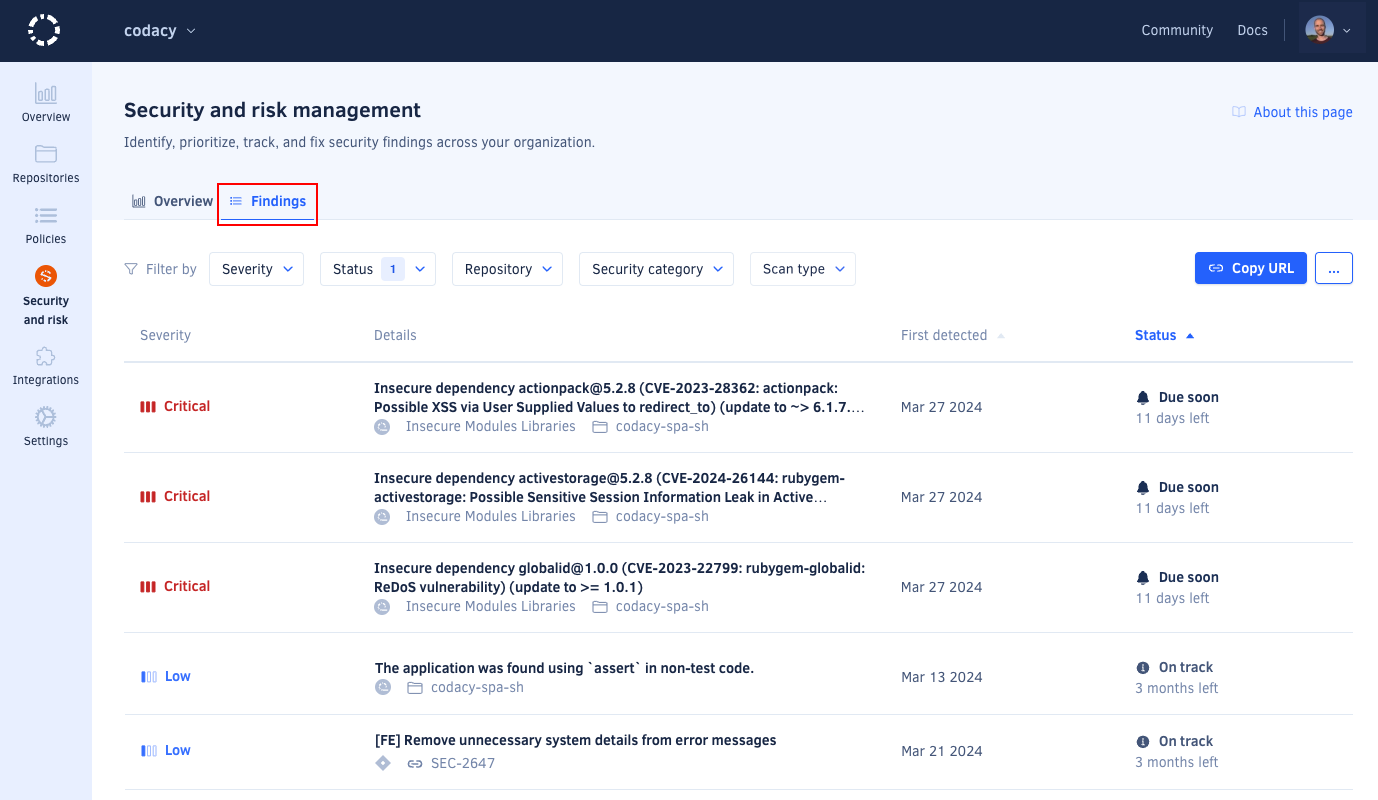 codacy
Community
Docs
Overview
Repositories
Policies
Security
and risk
Integrations
Settings
Security and risk management
About this page
Identify, prioritize, track, and fix security findings across your organization.
Overview
Findings
Filter by
Severity
Status 1
Repository
Security category
Scan type
Copy URL
...
Severity
Details
First detected
Status
Critical
Insecure dependency actionpack@5.2.8 (CVE-2023-28362: actionpack:
Possible XSS via User Supplied Values to redirect_to) (update to ~> 6.1.7....
Insecure Modules Libraries
codacy-spa-sh
Mar 27 2024
Due soon
11 days left
Critical
Insecure dependency activestorage@5.2.8 (CVE-2024-26144: rubygem-
activestorage: Possible Sensitive Session Information Leak in Active...
Insecure Modules Libraries
codacy-spa-sh
Mar 27 2024
Due soon
11 days left
Critical
Insecure dependency globalid@1.0.0 (CVE-2023-22799: rubygem-globalid:
ReDoS vulnerability) (update to >= 1.0.1)
Insecure Modules Libraries
codacy-spa-sh
Mar 27 2024
Due soon
11 days left
Low
The application was found using `assert` in non-test code.
codacy-spa-sh
Mar 13 2024
On track
3 months left
Low
[FE] Remove unnecessary system details from error messages
SEC-2647
Mar 21 2024
On track
3 months left